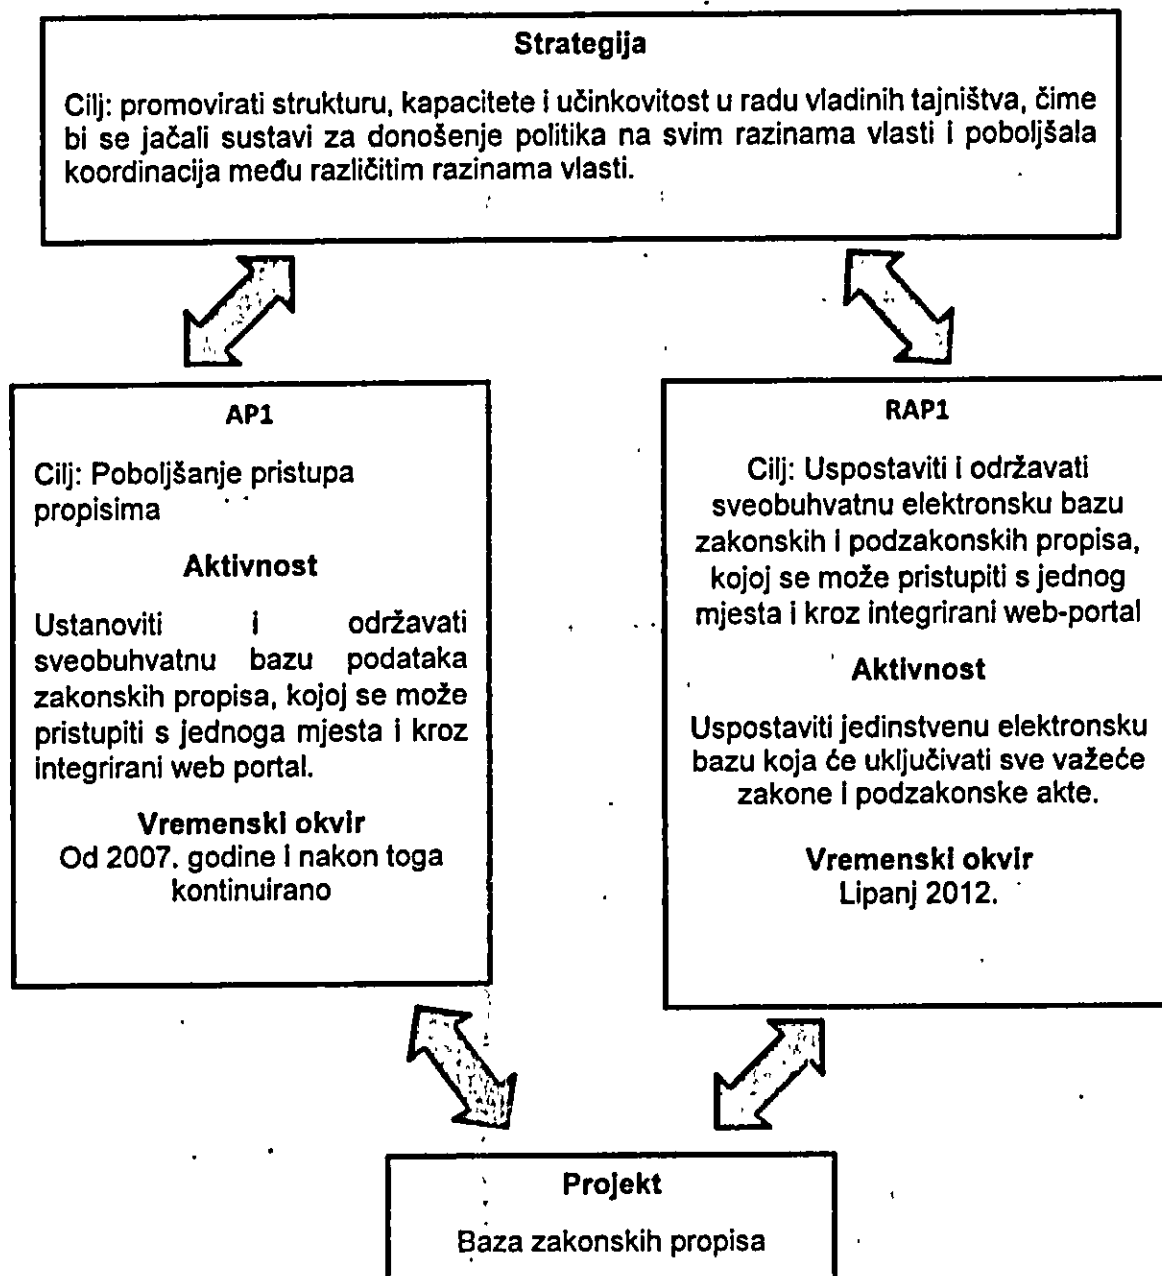 Strategija
Cilj: promovirati strukturu, kapacitete i učinkovitost u radu vladinih tajništva, čime
bi se jačali sustavi za donošenje politika na svim razinama vlasti i poboljšala
koordinacija među različitim razinama vlasti.
AP1
Cilj: Poboljšanje pristupa
propisima
Aktivnost
Ustanoviti i održavati
sveobuhvatnu bazu podataka
zakonskih propisa, kojoj se može
pristupiti s jednoga mjesta i kroz
integrirani web portal.
Vremenski okvir
Od 2007. godine i nakon toga
kontinuirano
RAP1
Cilj: Uspostaviti i održavati
sveobuhvatnu elektronsku bazu
zakonskih i podzakonskih propisa,
kojoj se može pristupiti s jednog
mjesta i kroz integrirani web-portal
Aktivnost
Uspostaviti jedinstvenu elektronsku
bazu koja će uključivati sve važeće
zakone i podzakonske akte.
Vremenski okvir
Lipanj 2012.
Projekt
Baza zakonskih propisa